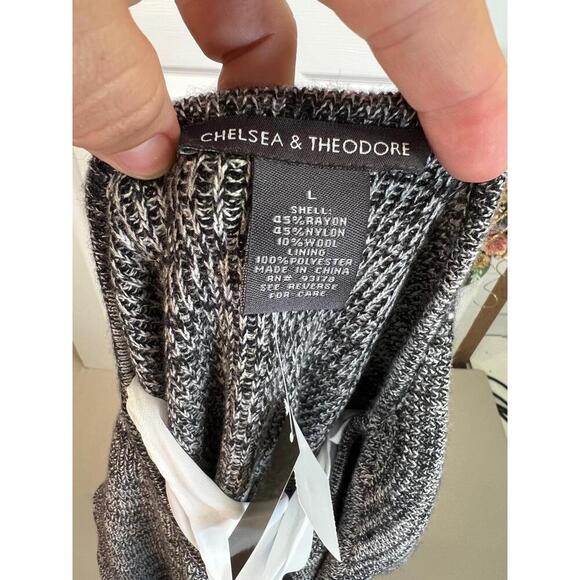 CHELSEA & THEODORE
L
SHELL:
45%RAYON
45%NYLON
10%WOOL
LINING
100%POLYESTER
MADE IN CHINA
RN# 93178
SEE REVERSE
FOR CARE